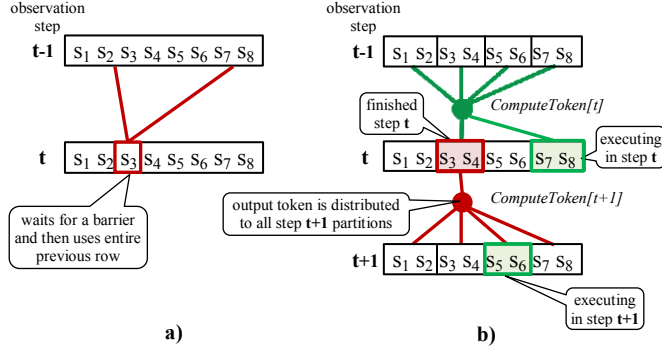 observation
step
t-1
S1 S2 S3 S4 S5 S6 S7 S8
t
S1 S2 S3 S4 S5 S6 S7 S8
waits for a barrier
and then uses entire
previous row
a)
observation
step
t-1
S1 S2 S3 S4 S5 S6 S7 S8
ComputeToken[t]
finished
step t
executing
in step t
t
S1 S2 S3 S4 S5 S6 S7 S8
ComputeToken[t+1]
output token is distributed
to all step t+1 partitions
t+1
S1 S2 S3 S4 S5 S6 S7 S8
executing
in step t+1
b)